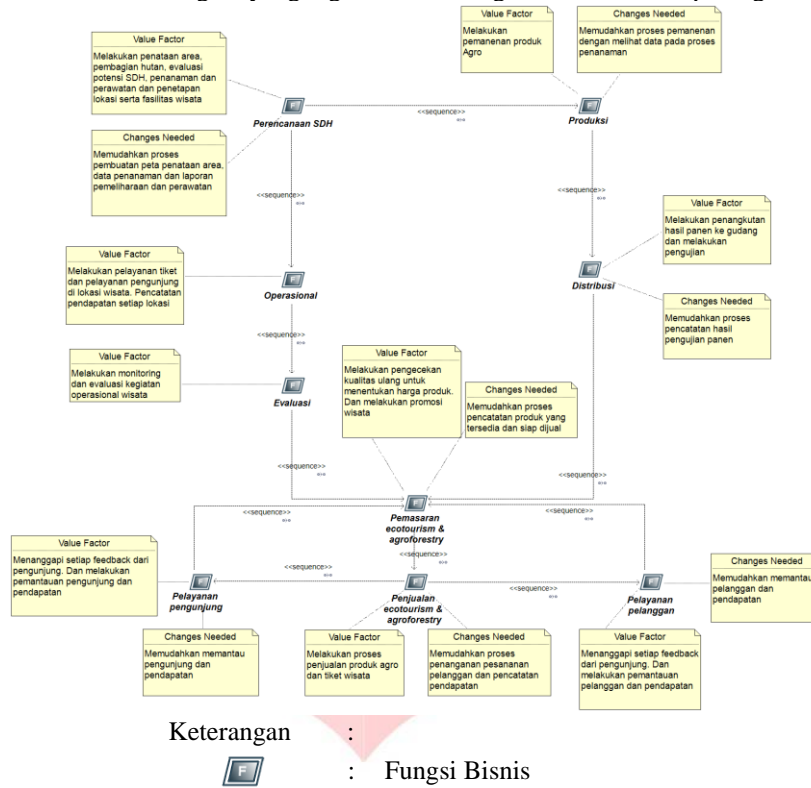 Value Factor
Melakukan penataan area,
pembagian hutan, evaluasi
potensi SDH, penanaman dan
perawatan dan penetapan
lokasi serta fasilitas wisata
Value Factor
Melakukan
pemanenan produk
Agro
Changes Needed
Memudahkan proses pemanenan
dengan melihat data pada proses
penanaman
Perencanaan SDH
<<sequence>>
Produksi
Changes Needed
Memudahkan proses
pembuatan peta penataan area,
data penanaman dan laporan
pemeliharaan dan perawatan
<<sequence>>
<<sequence>>
Value Factor
Melakukan penangkutan
hasil panen ke gudang
dan melakukan
pengujian
Value Factor
Melakukan pelayanan tiket
dan pelayanan pengunjung
di lokasi wisata. Pencatatan
pendapatan setiap lokasi
Operasional
Distribusi
Changes Needed
Memudahkan proses
pencatatan hasil
pengujian panen
<<sequence>>
Value Factor
Melakukan monitoring
dan evaluasi kegiatan
operasional wisata
Evaluasi
Value Factor
Melakukan pengecekan
kualitas ulang untuk
menentukan harga produk.
Dan melakukan promosi
wisata
Changes Needed
Memudahkan proses
pencatatan produk yang
tersedia dan siap dijual
<<sequence>>
<<sequence>>
<<sequence>>
Pemasaran
ecotourism &
agroforestry
<<sequence>>
<<sequence>>
Value Factor
Menanggapi setiap feedback dari
pengunjung. Dan melakukan
pemantauan pengunjung dan
pendapatan
Pelayanan
pengunjung
<<sequence>>
Penjualan
ecotourism &
agroforestry
<<sequence>>
Pelayanan
pelanggan
Changes Needed
Memudahkan memantau
pelanggan dan
pendapatan
Changes Needed
Memudahkan memantau
pengunjung dan
pendapatan
Value Factor
Melakukan proses
penjualan produk agro
dan tiket wisata
Changes Needed
Memudahkan proses
penanganan pesananan
pelanggan dan pencatatan
pendapatan
Value Factor
Menanggapi setiap feedback
dari pengunjung. Dan
melakukan pemantauan
pelanggan dan pendapatan
Keterangan :
F : Fungsi Bisnis